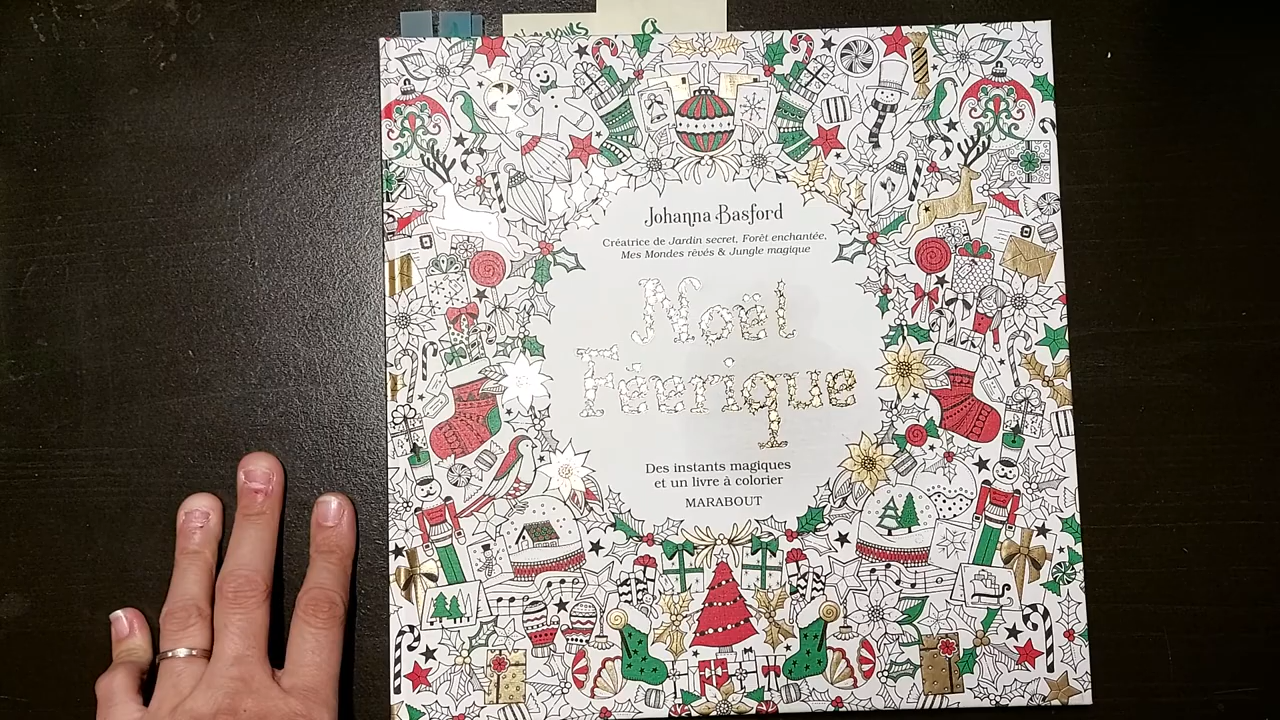 Johanna Basford
Créatrice de Jardin secret, Forêt enchantée,
Mes Mondes rêvés & Jungle magique
Noël
Féerique
Des instants magiques
et un livre à colorier
MARABOUT